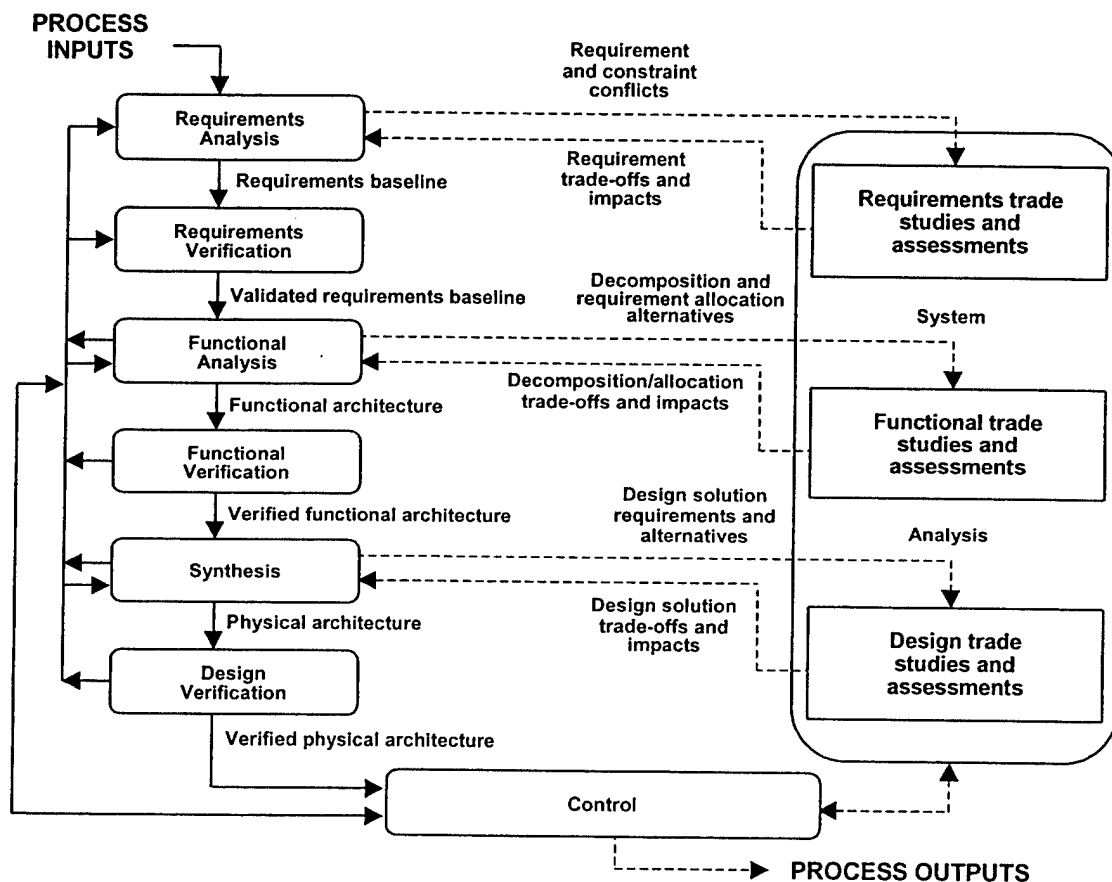 PROCESS
INPUTS
Requirement
and constraint
conflicts
Requirements
Analysis
Requirement
trade-offs and
impacts
Requirements baseline
Requirements trade
studies and
assessments
Requirements
Verification
Validated requirements baseline
Decomposition and
requirement allocation
alternatives
System
Functional
Analysis
Decomposition/allocation
trade-offs and impacts
Functional architecture
Functional trade
studies and
assessments
Functional
Verification
Verified functional architecture
Design solution
requirements and
alternatives
Analysis
Synthesis
Design solution
trade-offs and
impacts
Physical architecture
Design trade
studies and
assessments
Design
Verification
Verified physical architecture
Control
PROCESS OUTPUTS